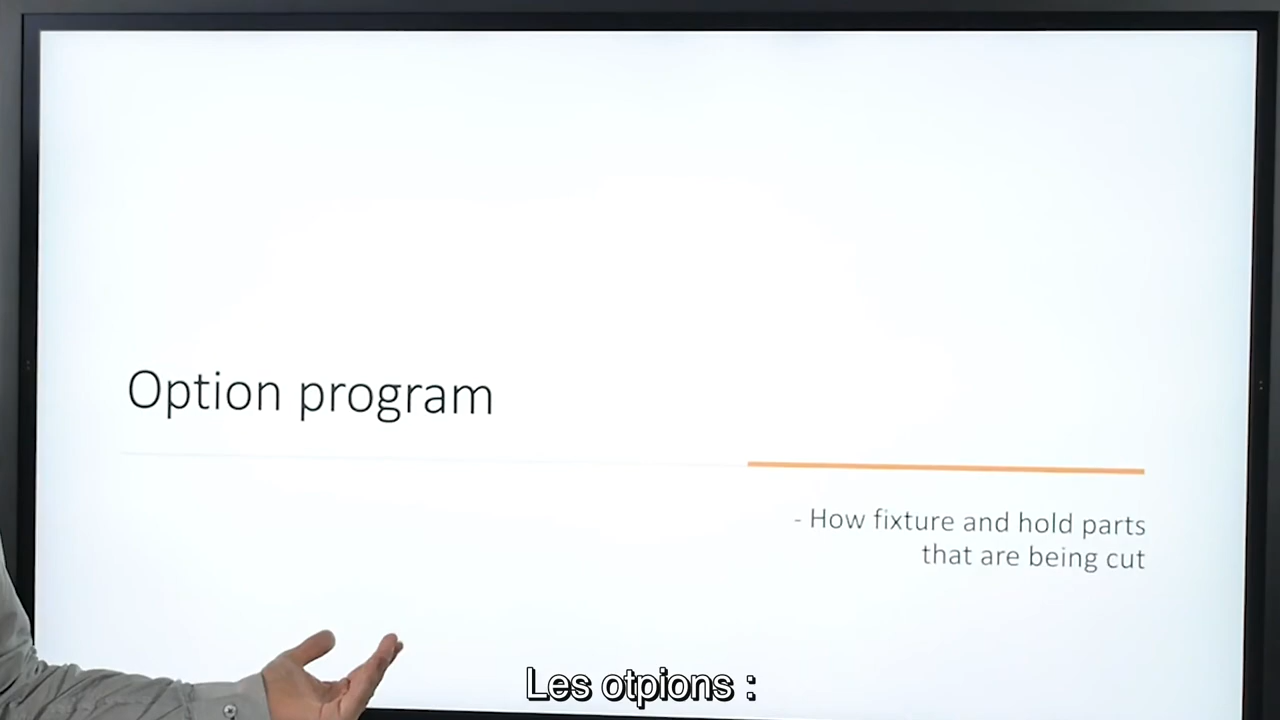 Option program
- How fixture and hold parts
that are being cut
Les otpions :